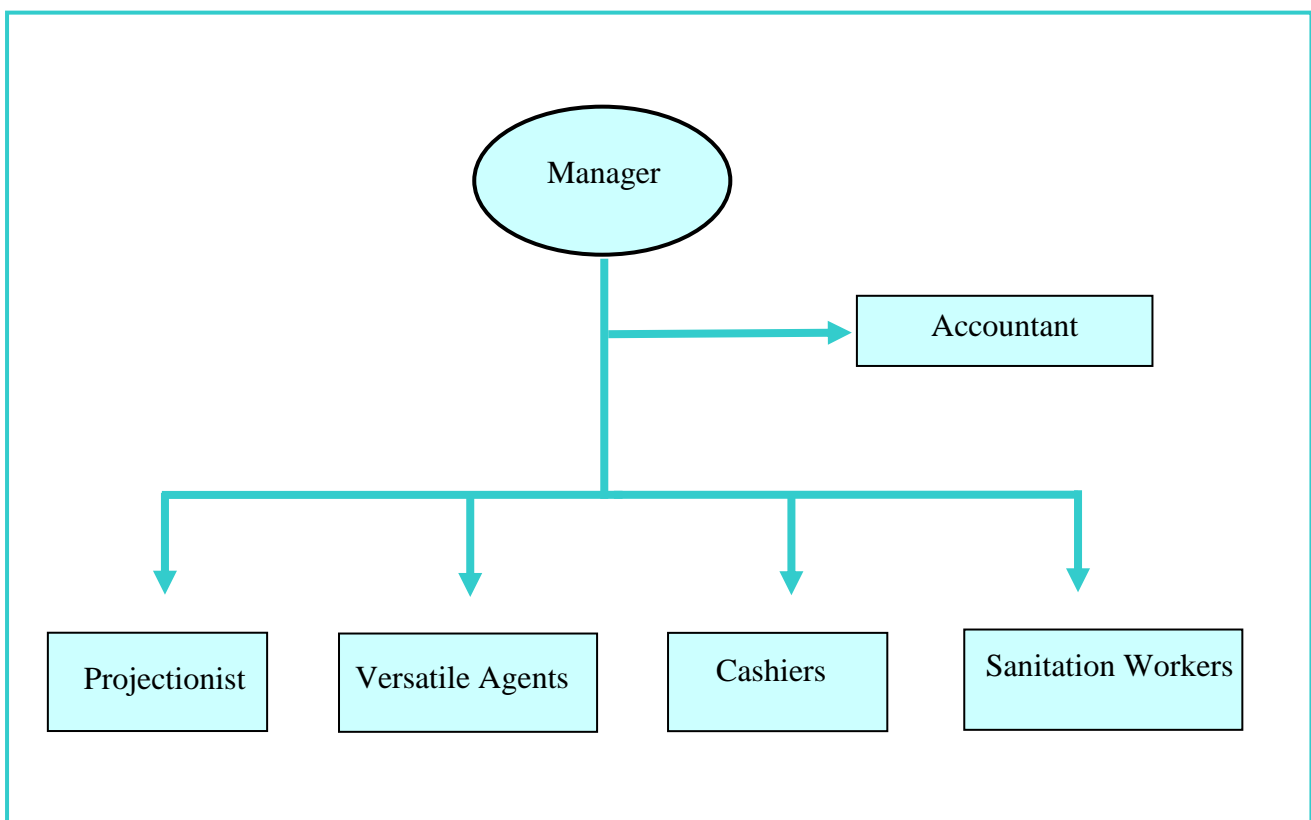 Manager
Accountant
Projectionist
Versatile Agents
Cashiers
Sanitation Workers